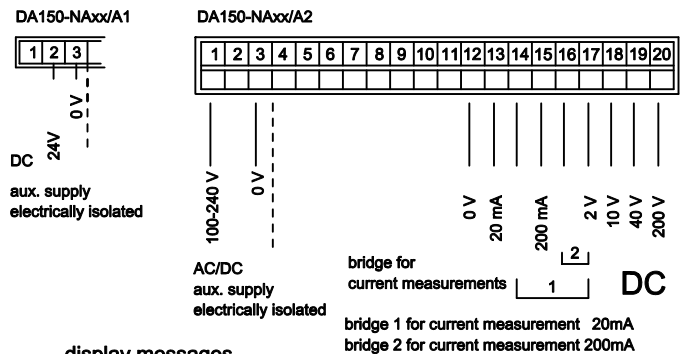 DA150-NAxx/A1
DA150-NAxx/A2
1 2 3
1 2 3 4 5 6 7 8 9 10 11 12 13 14 15 16 17 18 19 20
24V
0 V
DC
aux. supply
electrically isolated
100-240 V
0 V
AC/DC
aux. supply
electrically isolated
0 V
20 mA
200 mA
2 V
10 V
40 V
200 V
bridge for
current measurements
2
1
DC
bridge 1 for current measurement 20mA
bridge 2 for current measurement 200mA
display messages